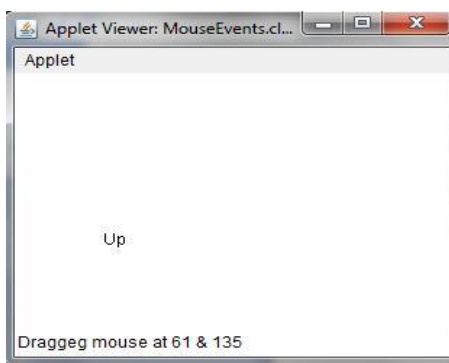 Applet Viewer: MouseEvents.cl...
Applet
Up
Draggeg mouse at 61 & 135